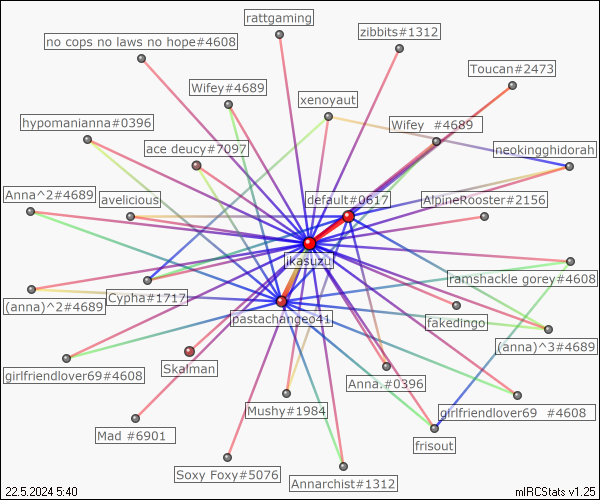 rattgaming
zibbits#1312
no cops no laws no hope#4608
Toucan#2473
Wifey#4689
xenoyaut
hypomanianna#0396
Wifey #4689
ace deucy#7097
neokingghidorah
Anna^2#4689
avelicious
default#0617
AlpineRooster#2156
ikasuzu
ramshackle gorey#4608
(anna)^2#4689
Cypha#1717
pastachangeo41
fakedingo
(anna)^3#4689
girlfriendlover69#4608
Skalman
Anna.#0396
Mushy#1984
girlfriendlover69 #4608
Mad #6901
frisout
Soxy Foxy#5076
Annarchist#1312
22.5.2024 5:40
mIRCStats v1.25